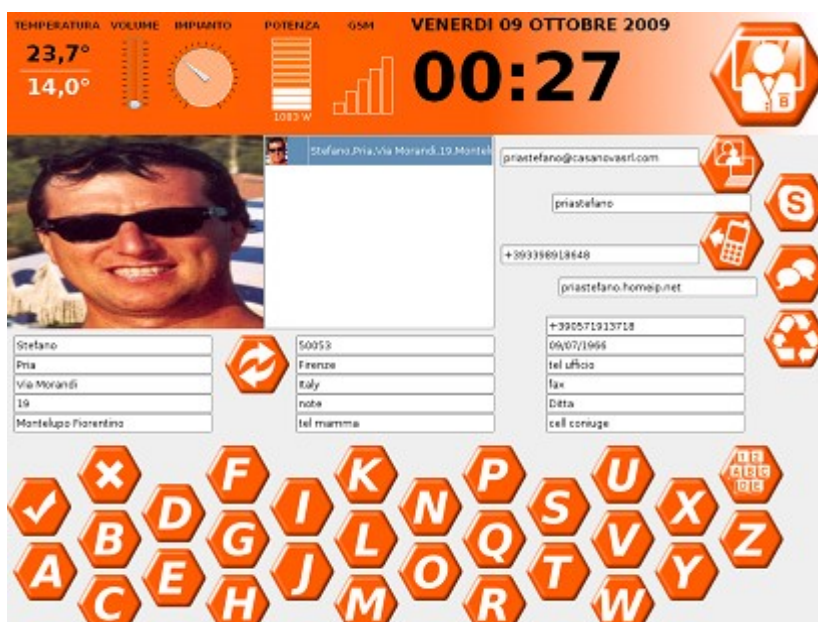 TEMPERATURA VOLUME IMPIANTO POTENZA GSM VENERDI 09 OTTOBRE 2009
23,7°
14,0°
00:27
1083 W
B
Stefano,Pria,Via Morandi,19,Montel
priastefano@casanovasrl.com
priastefano
S
+393398918648
priastefano.homeip.net
+390571913718
Stefano 50053 09/07/1966
Pria Firenze tel ufficio
Via Morandi Italy fax
19 note Ditta
Montelupo Fiorentino tel mamma cell coniuge
F K P U
D I N S X
B G L Q V Z
A E J O T Y
C H M R W